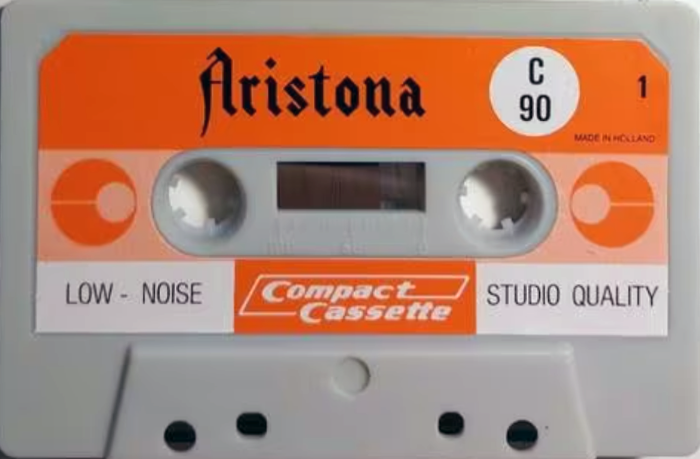 Aristona
C
90
1
MADE IN HOLLAND
LOW - NOISE
Compact
Cassette
STUDIO QUALITY